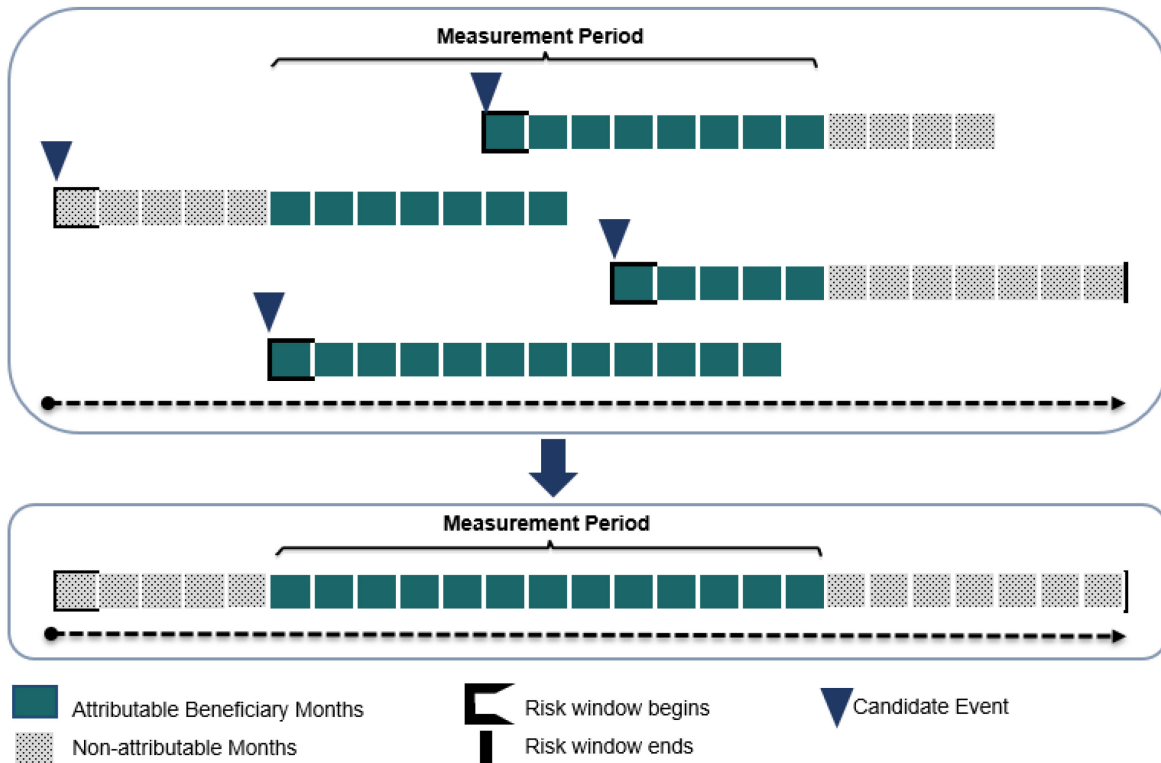 Measurement Period
Measurement Period
Attributable Beneficiary Months
Risk window begins
Candidate Event
Non-attributable Months
Risk window ends